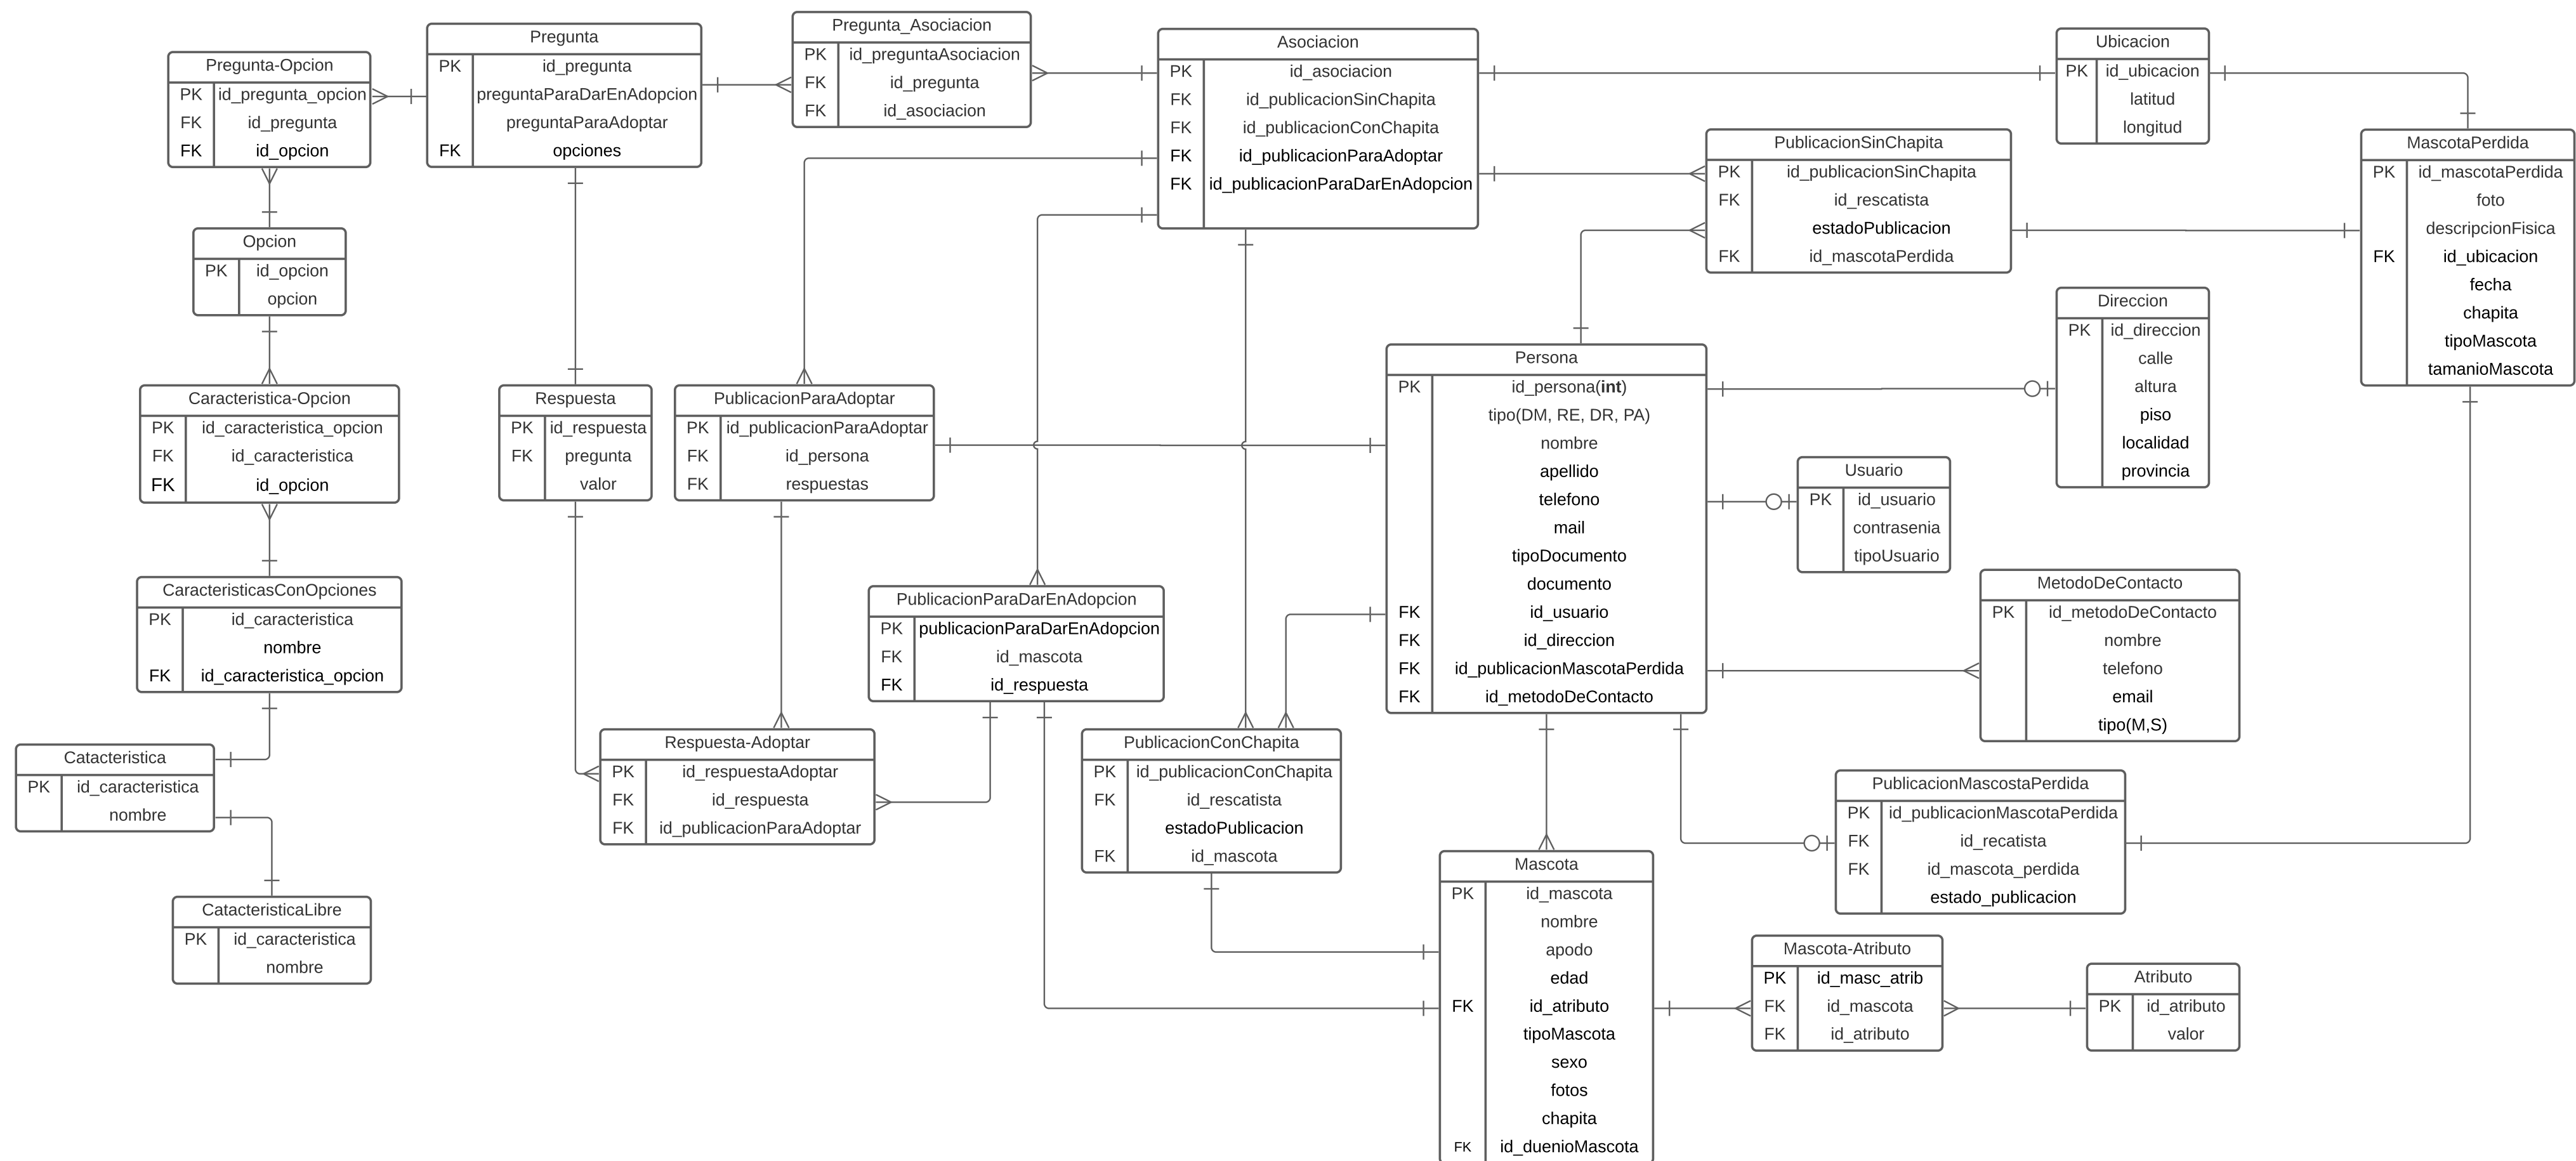 Pregunta-Opcion
PK id_pregunta_opcion
FK id_pregunta
FK id_opcion
Pregunta
PK id_pregunta
preguntaParaDarEnAdopcion
preguntaParaAdoptar
FK opciones
Pregunta_Asociacion
PK id_preguntaAsociacion
FK id_pregunta
FK id_asociacion
Asociacion
PK id_asociacion
FK id_publicacionSinChapita
FK id_publicacionConChapita
FK id_publicacionParaAdoptar
FK id_publicacionParaDarEnAdopcion
Ubicacion
PK id_ubicacion
latitud
longitud
PublicacionSinChapita
PK id_publicacionSinChapita
FK id_rescatista
estadoPublicacion
FK id_mascotaPerdida
MascotaPerdida
PK id_mascotaPerdida
foto
descripcionFisica
FK id_ubicacion
fecha
chapita
tipoMascota
tamanioMascota
Opcion
PK id_opcion
opcion
Direccion
PK id_direccion
calle
altura
piso
localidad
provincia
Persona
PK id_persona(int)
tipo(DM, RE, DR, PA)
nombre
apellido
telefono
mail
tipoDocumento
documento
FK id_usuario
FK id_direccion
FK id_publicacionMascotaPerdida
FK id_metodoDeContacto
Caracteristica-Opcion
PK id_caracteristica_opcion
FK id_caracteristica
FK id_opcion
Respuesta
PK id_respuesta
FK pregunta
valor
PublicacionParaAdoptar
PK id_publicacionParaAdoptar
FK id_persona
FK respuestas
Usuario
PK id_usuario
contrasenia
tipoUsuario
CaracteristicasConOpciones
PK id_caracteristica
nombre
FK id_caracteristica_opcion
PublicacionParaDarEnAdopcion
PK publicacionParaDarEnAdopcion
FK id_mascota
FK id_respuesta
MetodoDeContacto
PK id_metodoDeContacto
nombre
telefono
email
tipo(M,S)
Catacteristica
PK id_caracteristica
nombre
Respuesta-Adoptar
PK id_respuestaAdoptar
FK id_respuesta
FK id_publicacionParaAdoptar
PublicacionConChapita
PK id_publicacionConChapita
FK id_rescatista
estadoPublicacion
FK id_mascota
PublicacionMascostaPerdida
PK id_publicacionMascotaPerdida
FK id_recatista
FK id_mascota_perdida
estado_publicacion
CatacteristicaLibre
PK id_caracteristica
nombre
Mascota
PK id_mascota
nombre
apodo
edad
FK id_atributo
tipoMascota
sexo
fotos
chapita
FK id_duenioMascota
Mascota-Atributo
PK id_masc_atrib
FK id_mascota
FK id_atributo
Atributo
PK id_atributo
valor